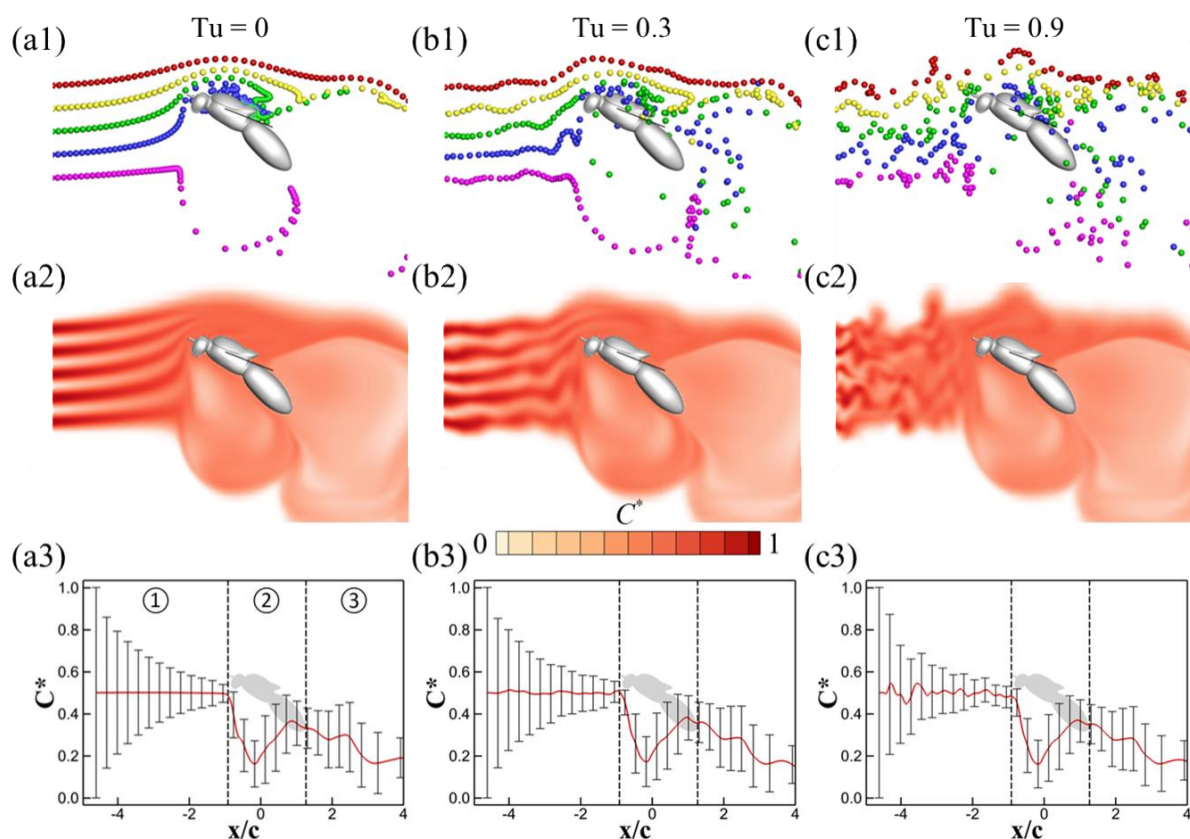 Tu = 0
Tu = 0.3
Tu = 0.9
(a1)
(b1)
(c1)
(a2)
(b2)
(c2)
C*
0
1
(a3)
(b3)
(c3)
1.0
0.8
0.6
0.4
0.2
0.0
C*
① ② ③
-4 -2 0 2 4
x/c
1.0
0.8
0.6
0.4
0.2
0.0
C*
-4 -2 0 2 4
x/c
1.0
0.8
0.6
0.4
0.2
0.0
C*
-4 -2 0 2 4
x/c